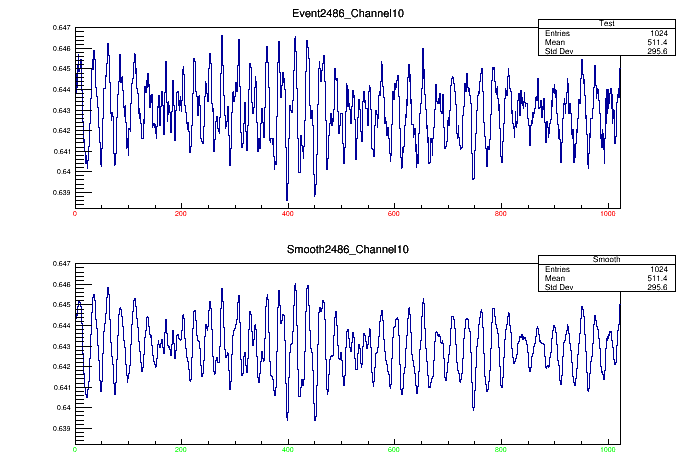 Event2486_Channel10
Test
Entries 1024
Mean 511.4
Std Dev 295.6
0.647
0.646
0.645
0.644
0.643
0.642
0.641
0.64
0.639
0 200 400 600 800 1000
Smooth2486_Channel10
Smooth
Entries 1024
Mean 511.4
Std Dev 295.6
0.647
0.646
0.645
0.644
0.643
0.642
0.641
0.64
0.639
0 200 400 600 800 1000